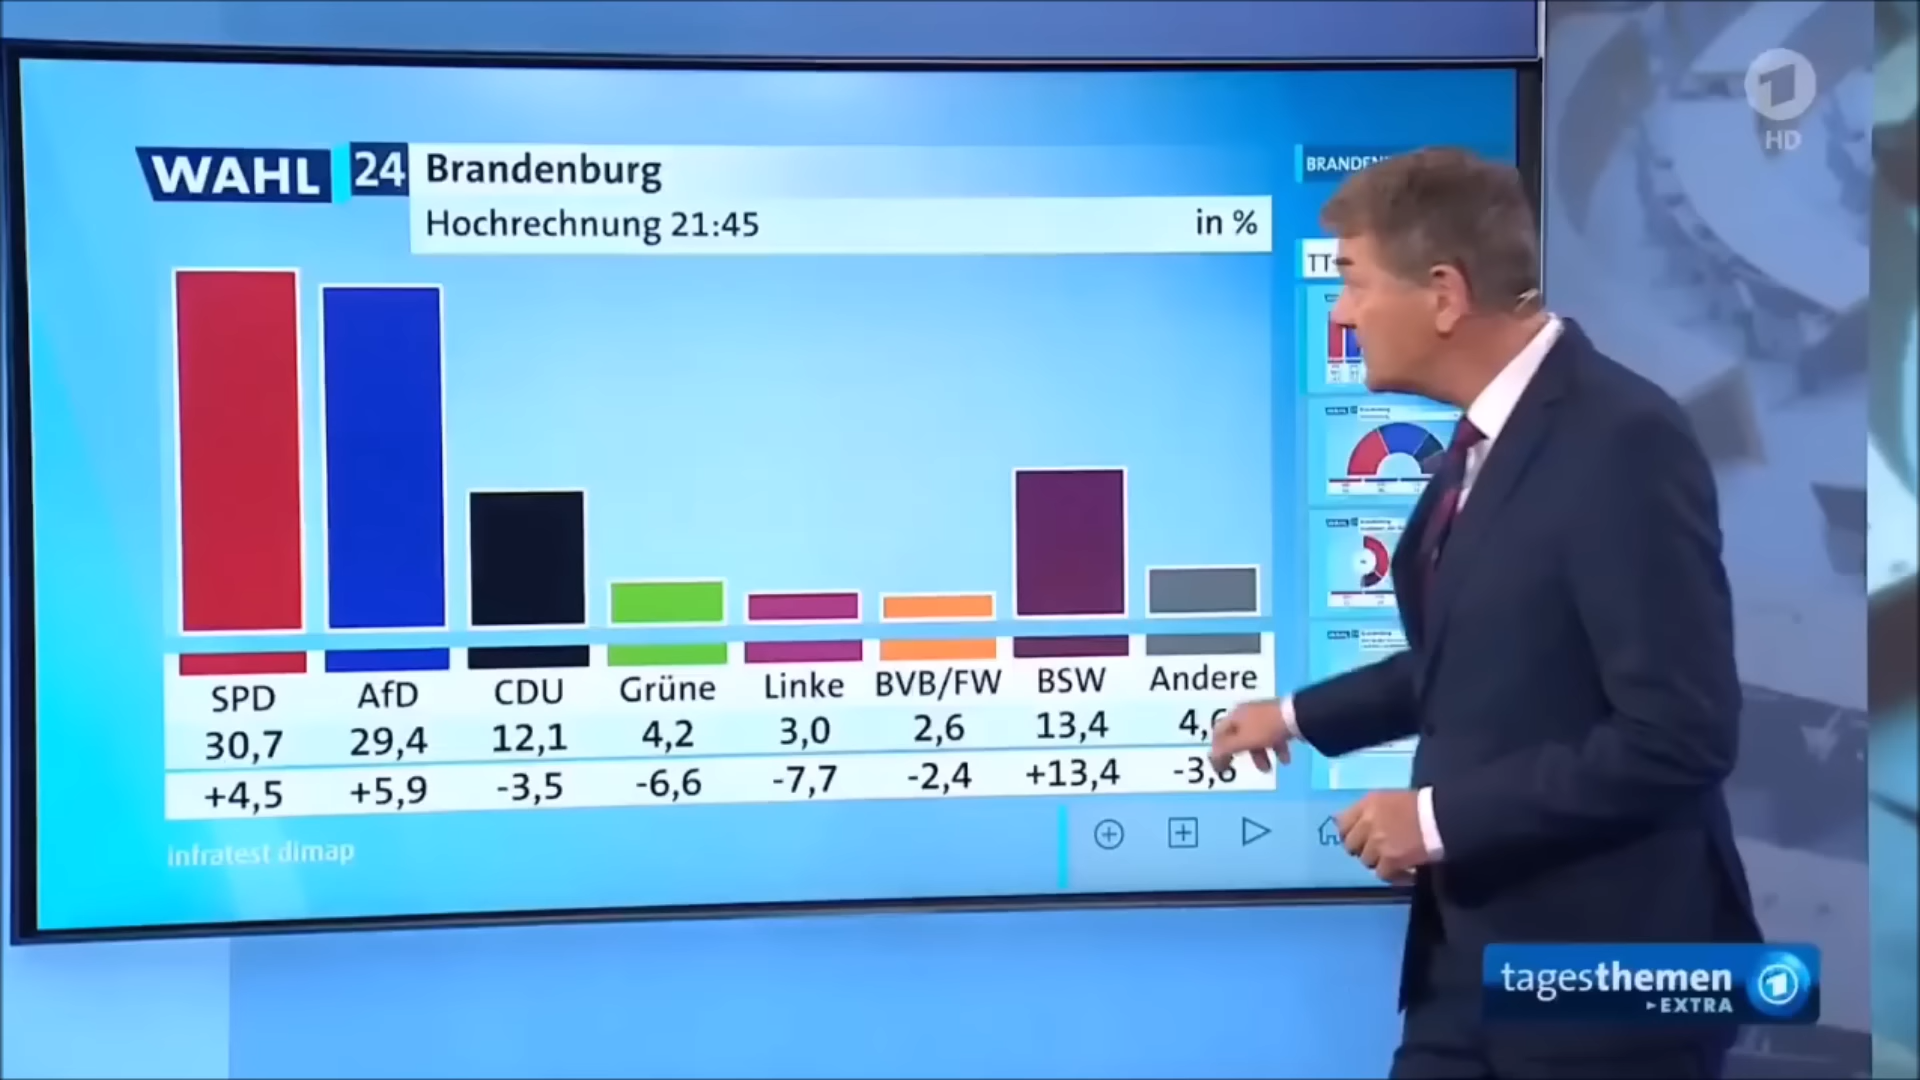 WAHL 24 Brandenburg
Hochrechnung 21:45 in %
SPD AfD CDU Grüne Linke BVB/FW BSW Andere
30,7 29,4 12,1 4,2 3,0 2,6 13,4
+4,5 +5,9 -3,5 -6,6 -7,7 -2,4 +13,4
infratest dimap
1
HD
tagesthemen 1
EXTRA